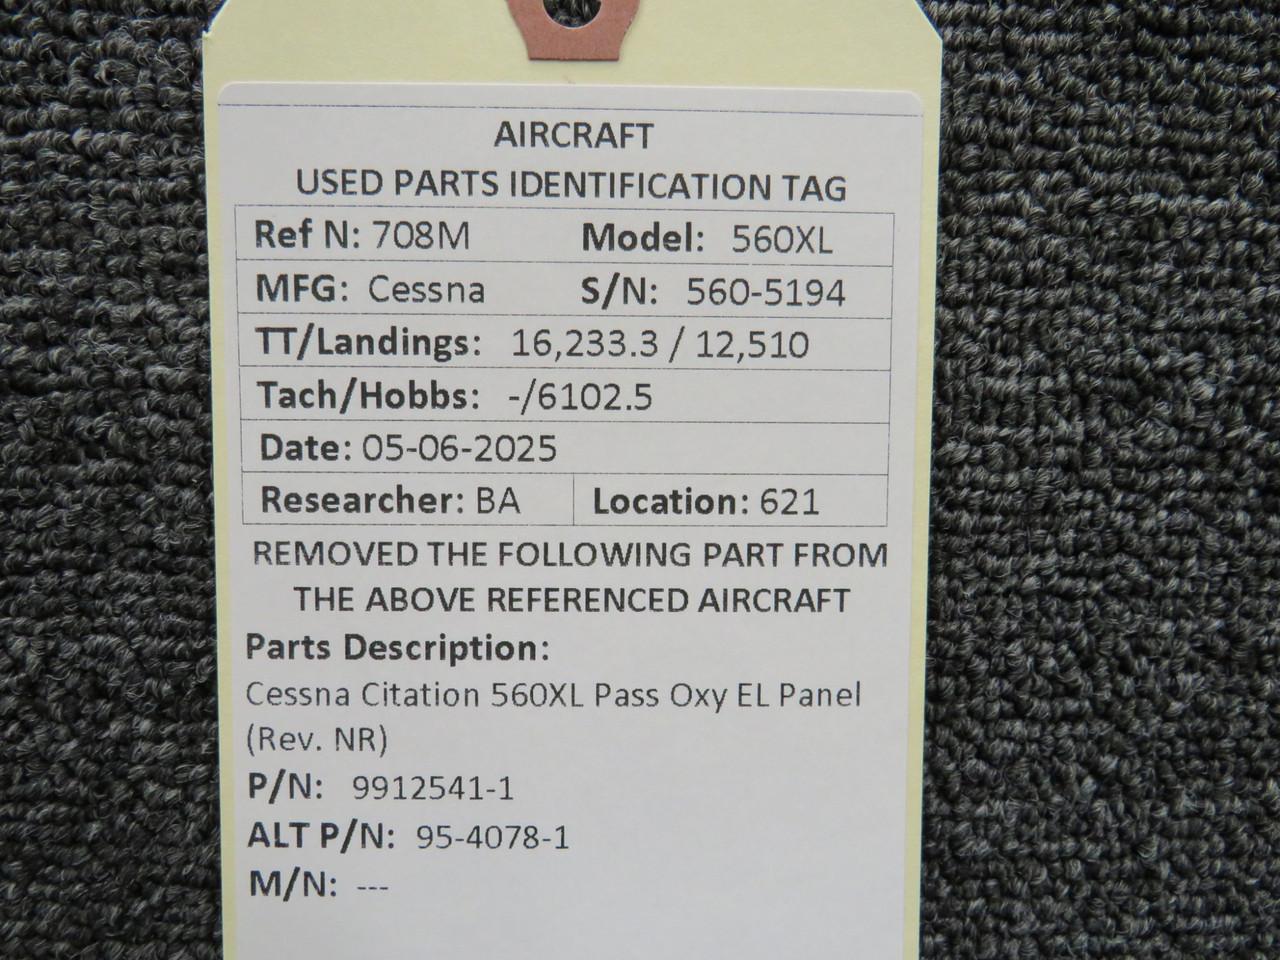 AIRCRAFT
USED PARTS IDENTIFICATION TAG
Ref N: 708M Model: 560XL
MFG: Cessna S/N: 560-5194
TT/Landings: 16,233.3 / 12,510
Tach/Hobbs: -/6102.5
Date: 05-06-2025
Researcher: BA Location: 621
REMOVED THE FOLLOWING PART FROM
THE ABOVE REFERENCED AIRCRAFT
Parts Description:
Cessna Citation 560XL Pass Oxy EL Panel
(Rev. NR)
P/N: 9912541-1
ALT P/N: 95-4078-1
M/N: ---